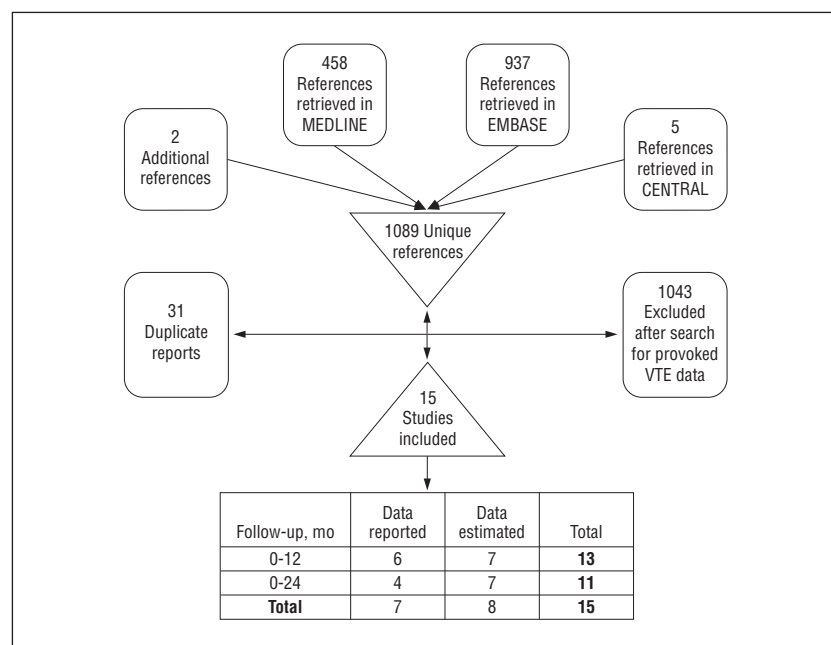 458
References
retrieved in
MEDLINE
937
References
retrieved in
EMBASE
2
Additional
references
5
References
retrieved in
CENTRAL
1089 Unique
references
31
Duplicate
reports
1043
Excluded
after search
for provoked
VTE data
15
Studies
included
Follow-up, mo Data reported Data estimated Total
0-12 6 7 13
0-24 4 7 11
Total 7 8 15